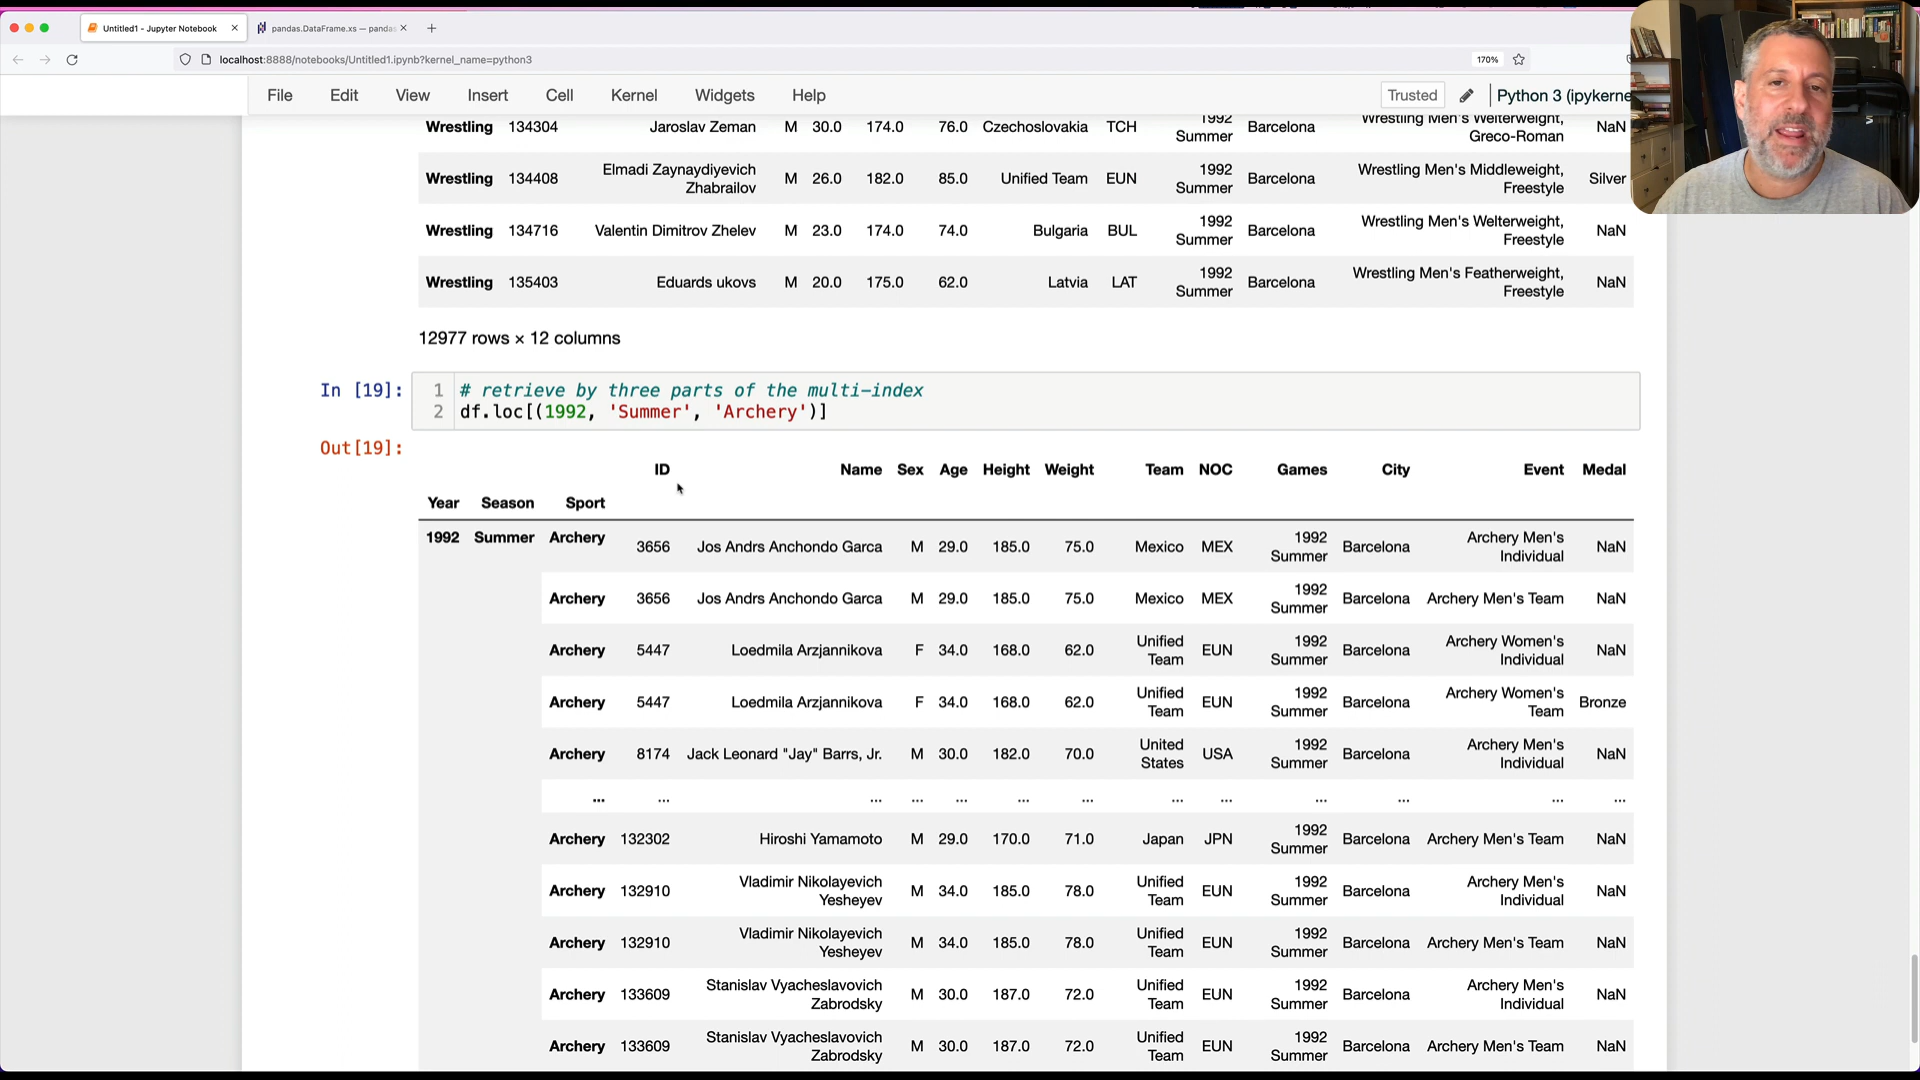 Untitled1 - Jupyter Notebook
pandas.DataFrame.xs — pandas
localhost:8888/notebooks/Untitled1.ipynb?kernel_name=python3
170%
File Edit View Insert Cell Kernel Widgets Help
Trusted Python 3 (ipykerne
Wrestling 134304 Jaroslav Zeman M 30.0 174.0 76.0 Czechoslovakia TCH 1992 Summer Barcelona Wrestling Men's Welterweight, Greco-Roman NaN
Wrestling 134408 Elmadi Zaynaydiyevich Zhabrailov M 26.0 182.0 85.0 Unified Team EUN 1992 Summer Barcelona Wrestling Men's Middleweight, Freestyle Silver
Wrestling 134716 Valentin Dimitrov Zhelev M 23.0 174.0 74.0 Bulgaria BUL 1992 Summer Barcelona Wrestling Men's Welterweight, Freestyle NaN
Wrestling 135403 Eduards ukovs M 20.0 175.0 62.0 Latvia LAT 1992 Summer Barcelona Wrestling Men's Featherweight, Freestyle NaN
12977 rows × 12 columns
In [19]: 1 # retrieve by three parts of the multi-index
2 df.loc[(1992, 'Summer', 'Archery')]
Out[19]:
ID Name Sex Age Height Weight Team NOC Games City Event Medal
Year Season Sport
1992 Summer Archery 3656 Jos Andrs Anchondo Garca M 29.0 185.0 75.0 Mexico MEX 1992 Summer Barcelona Archery Men's Individual NaN
Archery 3656 Jos Andrs Anchondo Garca M 29.0 185.0 75.0 Mexico MEX 1992 Summer Barcelona Archery Men's Team NaN
Archery 5447 Loedmila Arzjannikova F 34.0 168.0 62.0 Unified Team EUN 1992 Summer Barcelona Archery Women's Individual NaN
Archery 5447 Loedmila Arzjannikova F 34.0 168.0 62.0 Unified Team EUN 1992 Summer Barcelona Archery Women's Team Bronze
Archery 8174 Jack Leonard "Jay" Barrs, Jr. M 30.0 182.0 70.0 United States USA 1992 Summer Barcelona Archery Men's Individual NaN
... ... ... ... ... ... ... ... ... ... ... ... ...
Archery 132302 Hiroshi Yamamoto M 29.0 170.0 71.0 Japan JPN 1992 Summer Barcelona Archery Men's Team NaN
Archery 132910 Vladimir Nikolayevich Yesheyev M 34.0 185.0 78.0 Unified Team EUN 1992 Summer Barcelona Archery Men's Individual NaN
Archery 132910 Vladimir Nikolayevich Yesheyev M 34.0 185.0 78.0 Unified Team EUN 1992 Summer Barcelona Archery Men's Team NaN
Archery 133609 Stanislav Vyacheslavovich Zabrodsky M 30.0 187.0 72.0 Unified Team EUN 1992 Summer Barcelona Archery Men's Individual NaN
Archery 133609 Stanislav Vyacheslavovich Zabrodsky M 30.0 187.0 72.0 Unified Team EUN 1992 Summer Barcelona Archery Men's Team NaN